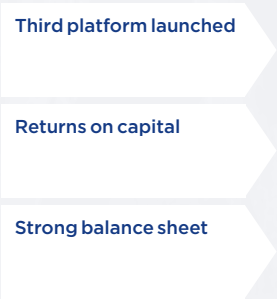 Third platform launched
Returns on capital
Strong balance sheet